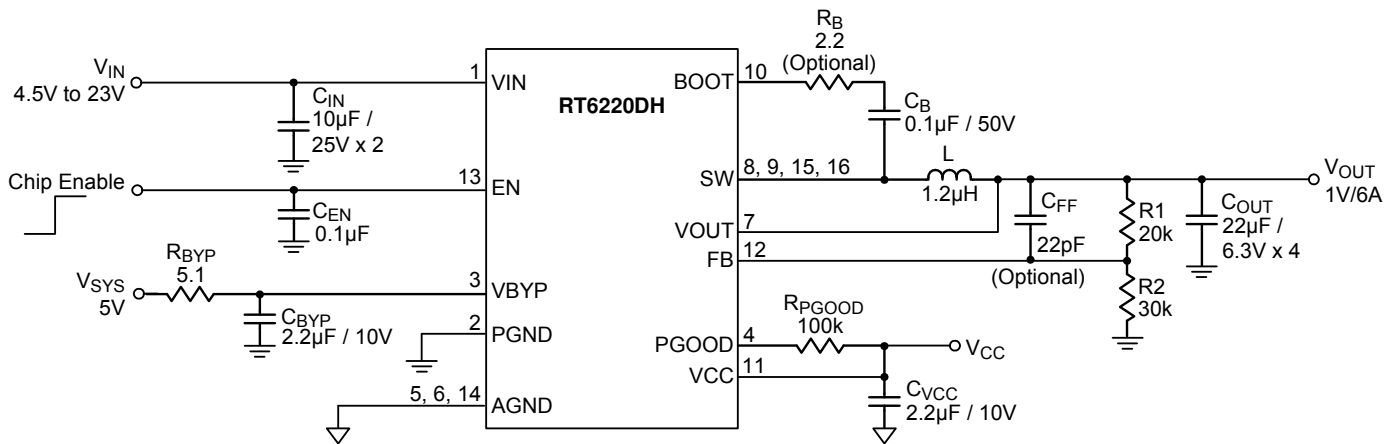 V_IN
4.5V to 23V
C_IN
10µF /
25V x 2
1
VIN
Chip Enable
13
EN
C_EN
0.1µF
V_SYS
5V
R_BYP
5.1
3
VBYP
C_BYP
2.2µF / 10V
2
PGND
5, 6, 14
AGND
RT6220DH
BOOT
10
R_B
2.2
(Optional)
C_B
0.1µF / 50V
SW
8, 9, 15, 16
L
1.2µH
VOUT
7
FB
12
C_FF
22pF
(Optional)
R1
20k
R2
30k
C_OUT
22µF /
6.3V x 4
V_OUT
1V/6A
PGOOD
4
R_PGOOD
100k
V_CC
VCC
11
C_VCC
2.2µF / 10V